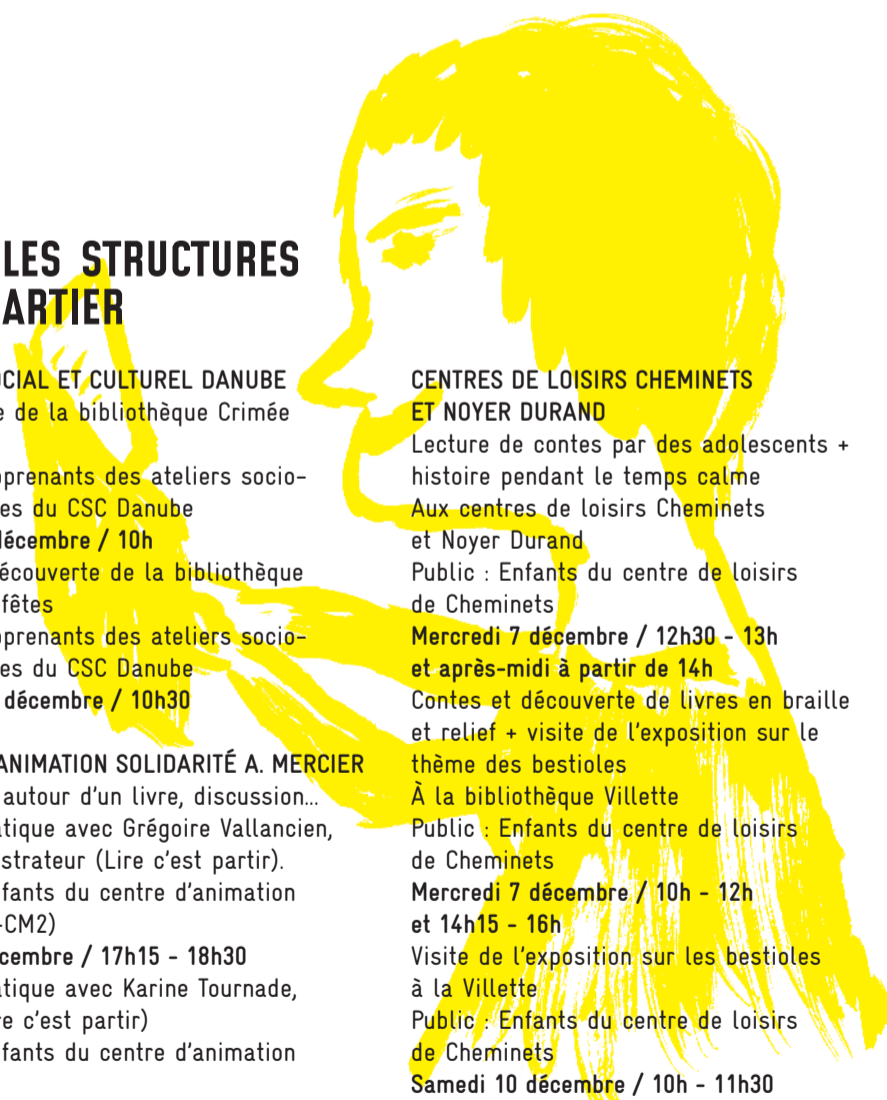 LES STRUCTURES
ARTIER
OCIAL ET CULTUREL DANUBE
e de la bibliothèque Crimée
pprenants des ateliers socio-
es du CSC Danube
décembre / 10h
écouverte de la bibliothèque
fêtes
pprenants des ateliers socio-
es du CSC Danube
décembre / 10h30
ANIMATION SOLIDARITÉ A. MERCIER
autour d'un livre, discussion...
atique avec Grégoire Vallancien,
strateur (Lire c'est partir).
nfants du centre d'animation
-CM2)
cembre / 17h15 - 18h30
atique avec Karine Tournade,
re c'est partir)
nfants du centre d'animation
CENTRES DE LOISIRS CHEMINETS
ET NOYER DURAND
Lecture de contes par des adolescents +
histoire pendant le temps calme
Aux centres de loisirs Cheminets
et Noyer Durand
Public : Enfants du centre de loisirs
de Cheminets
Mercredi 7 décembre / 12h30 - 13h
et après-midi à partir de 14h
Contes et découverte de livres en braille
et relief + visite de l'exposition sur le
thème des bestioles
À la bibliothèque Villette
Public : Enfants du centre de loisirs
de Cheminets
Mercredi 7 décembre / 10h - 12h
et 14h15 - 16h
Visite de l'exposition sur les bestioles
à la Villette
Public : Enfants du centre de loisirs
de Cheminets
Samedi 10 décembre / 10h - 11h30